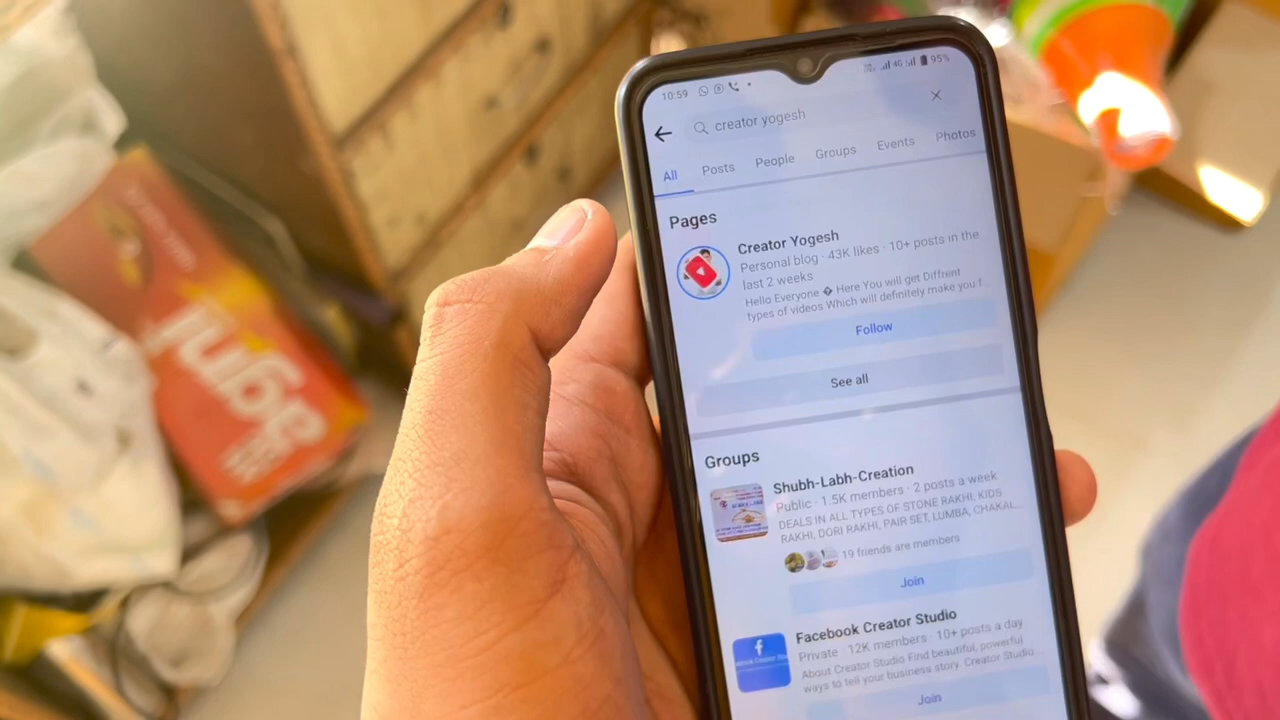 10:59
4G
95%
creator yogesh
All
Posts
People
Groups
Events
Photos
Pages
Creator Yogesh
Personal blog · 43K likes · 10+ posts in the
last 2 weeks
Hello Everyone � Here You will get Diffrent
types of videos Which will definitely make you f...
Follow
See all
Groups
Shubh-Labh-Creation
Public · 1.5K members · 2 posts a week
DEALS IN ALL TYPES OF STONE RAKHI, KIDS
RAKHI, DORI RAKHI, PAIR SET, LUMBA, CHAKAL...
19 friends are members
Join
Facebook Creator Studio
Private · 12K members · 10+ posts a day
About Creator Studio Find beautiful, powerful
ways to tell your business story. Creator Studio ...
Join